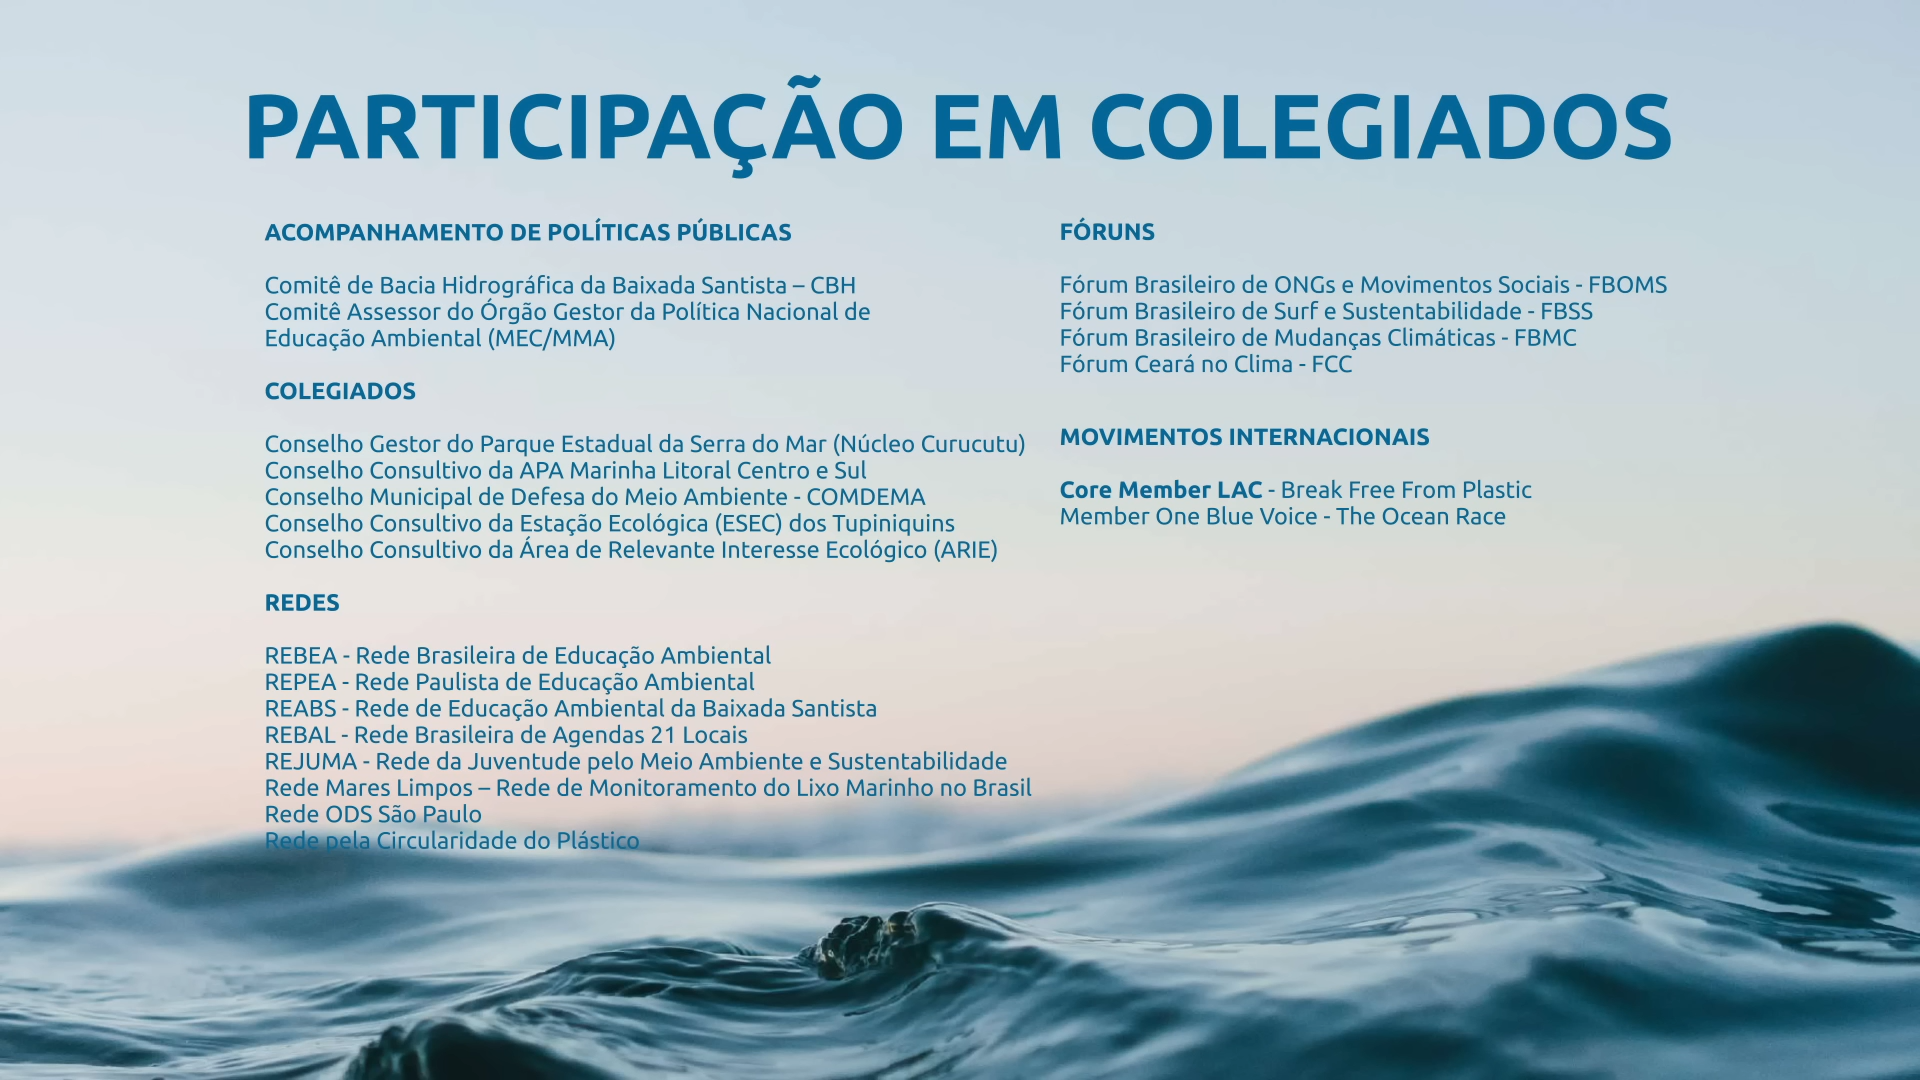 PARTICIPAÇÃO EM COLEGIADOS
ACOMPANHAMENTO DE POLÍTICAS PÚBLICAS
Comitê de Bacia Hidrográfica da Baixada Santista – CBH
Comitê Assessor do Órgão Gestor da Política Nacional de
Educação Ambiental (MEC/MMA)
COLEGIADOS
Conselho Gestor do Parque Estadual da Serra do Mar (Núcleo Curucutu)
Conselho Consultivo da APA Marinha Litoral Centro e Sul
Conselho Municipal de Defesa do Meio Ambiente - COMDEMA
Conselho Consultivo da Estação Ecológica (ESEC) dos Tupiniquins
Conselho Consultivo da Área de Relevante Interesse Ecológico (ARIE)
REDES
REBEA - Rede Brasileira de Educação Ambiental
REPEA - Rede Paulista de Educação Ambiental
REABS - Rede de Educação Ambiental da Baixada Santista
REBAL - Rede Brasileira de Agendas 21 Locais
REJUMA - Rede da Juventude pelo Meio Ambiente e Sustentabilidade
Rede Mares Limpos – Rede de Monitoramento do Lixo Marinho no Brasil
Rede ODS São Paulo
Rede pela Circularidade do Plástico
FÓRUNS
Fórum Brasileiro de ONGs e Movimentos Sociais - FBOMS
Fórum Brasileiro de Surf e Sustentabilidade - FBSS
Fórum Brasileiro de Mudanças Climáticas - FBMC
Fórum Ceará no Clima - FCC
MOVIMENTOS INTERNACIONAIS
Core Member LAC - Break Free From Plastic
Member One Blue Voice - The Ocean Race